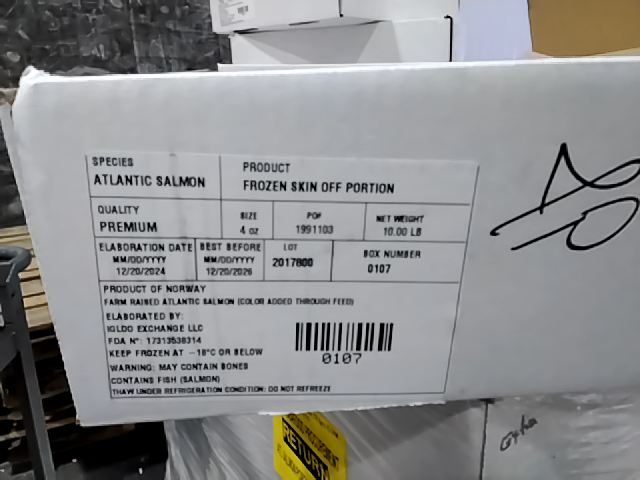 SPECIES
ATLANTIC SALMON
PRODUCT
FROZEN SKIN OFF PORTION
QUALITY
PREMIUM
SIZE
4 oz
PO#
1991103
NET WEIGHT
10.00 LB
ELABORATION DATE
MM/DD/YYYY
12/20/2024
BEST BEFORE
MM/DD/YYYY
12/20/2026
LOT
2017800
BOX NUMBER
0107
PRODUCT OF NORWAY
FARM RAISED ATLANTIC SALMON (COLOR ADDED THROUGH FEED)
ELABORATED BY:
IGLDO EXCHANGE LLC
FDA N°: 17313538314
KEEP FROZEN AT -18°C OR BELOW
WARNING: MAY CONTAIN BONES
CONTAINS FISH (SALMON)
THAW UNDER REFRIGERATION CONDITION: DO NOT REFREEZE
0107
RETURN